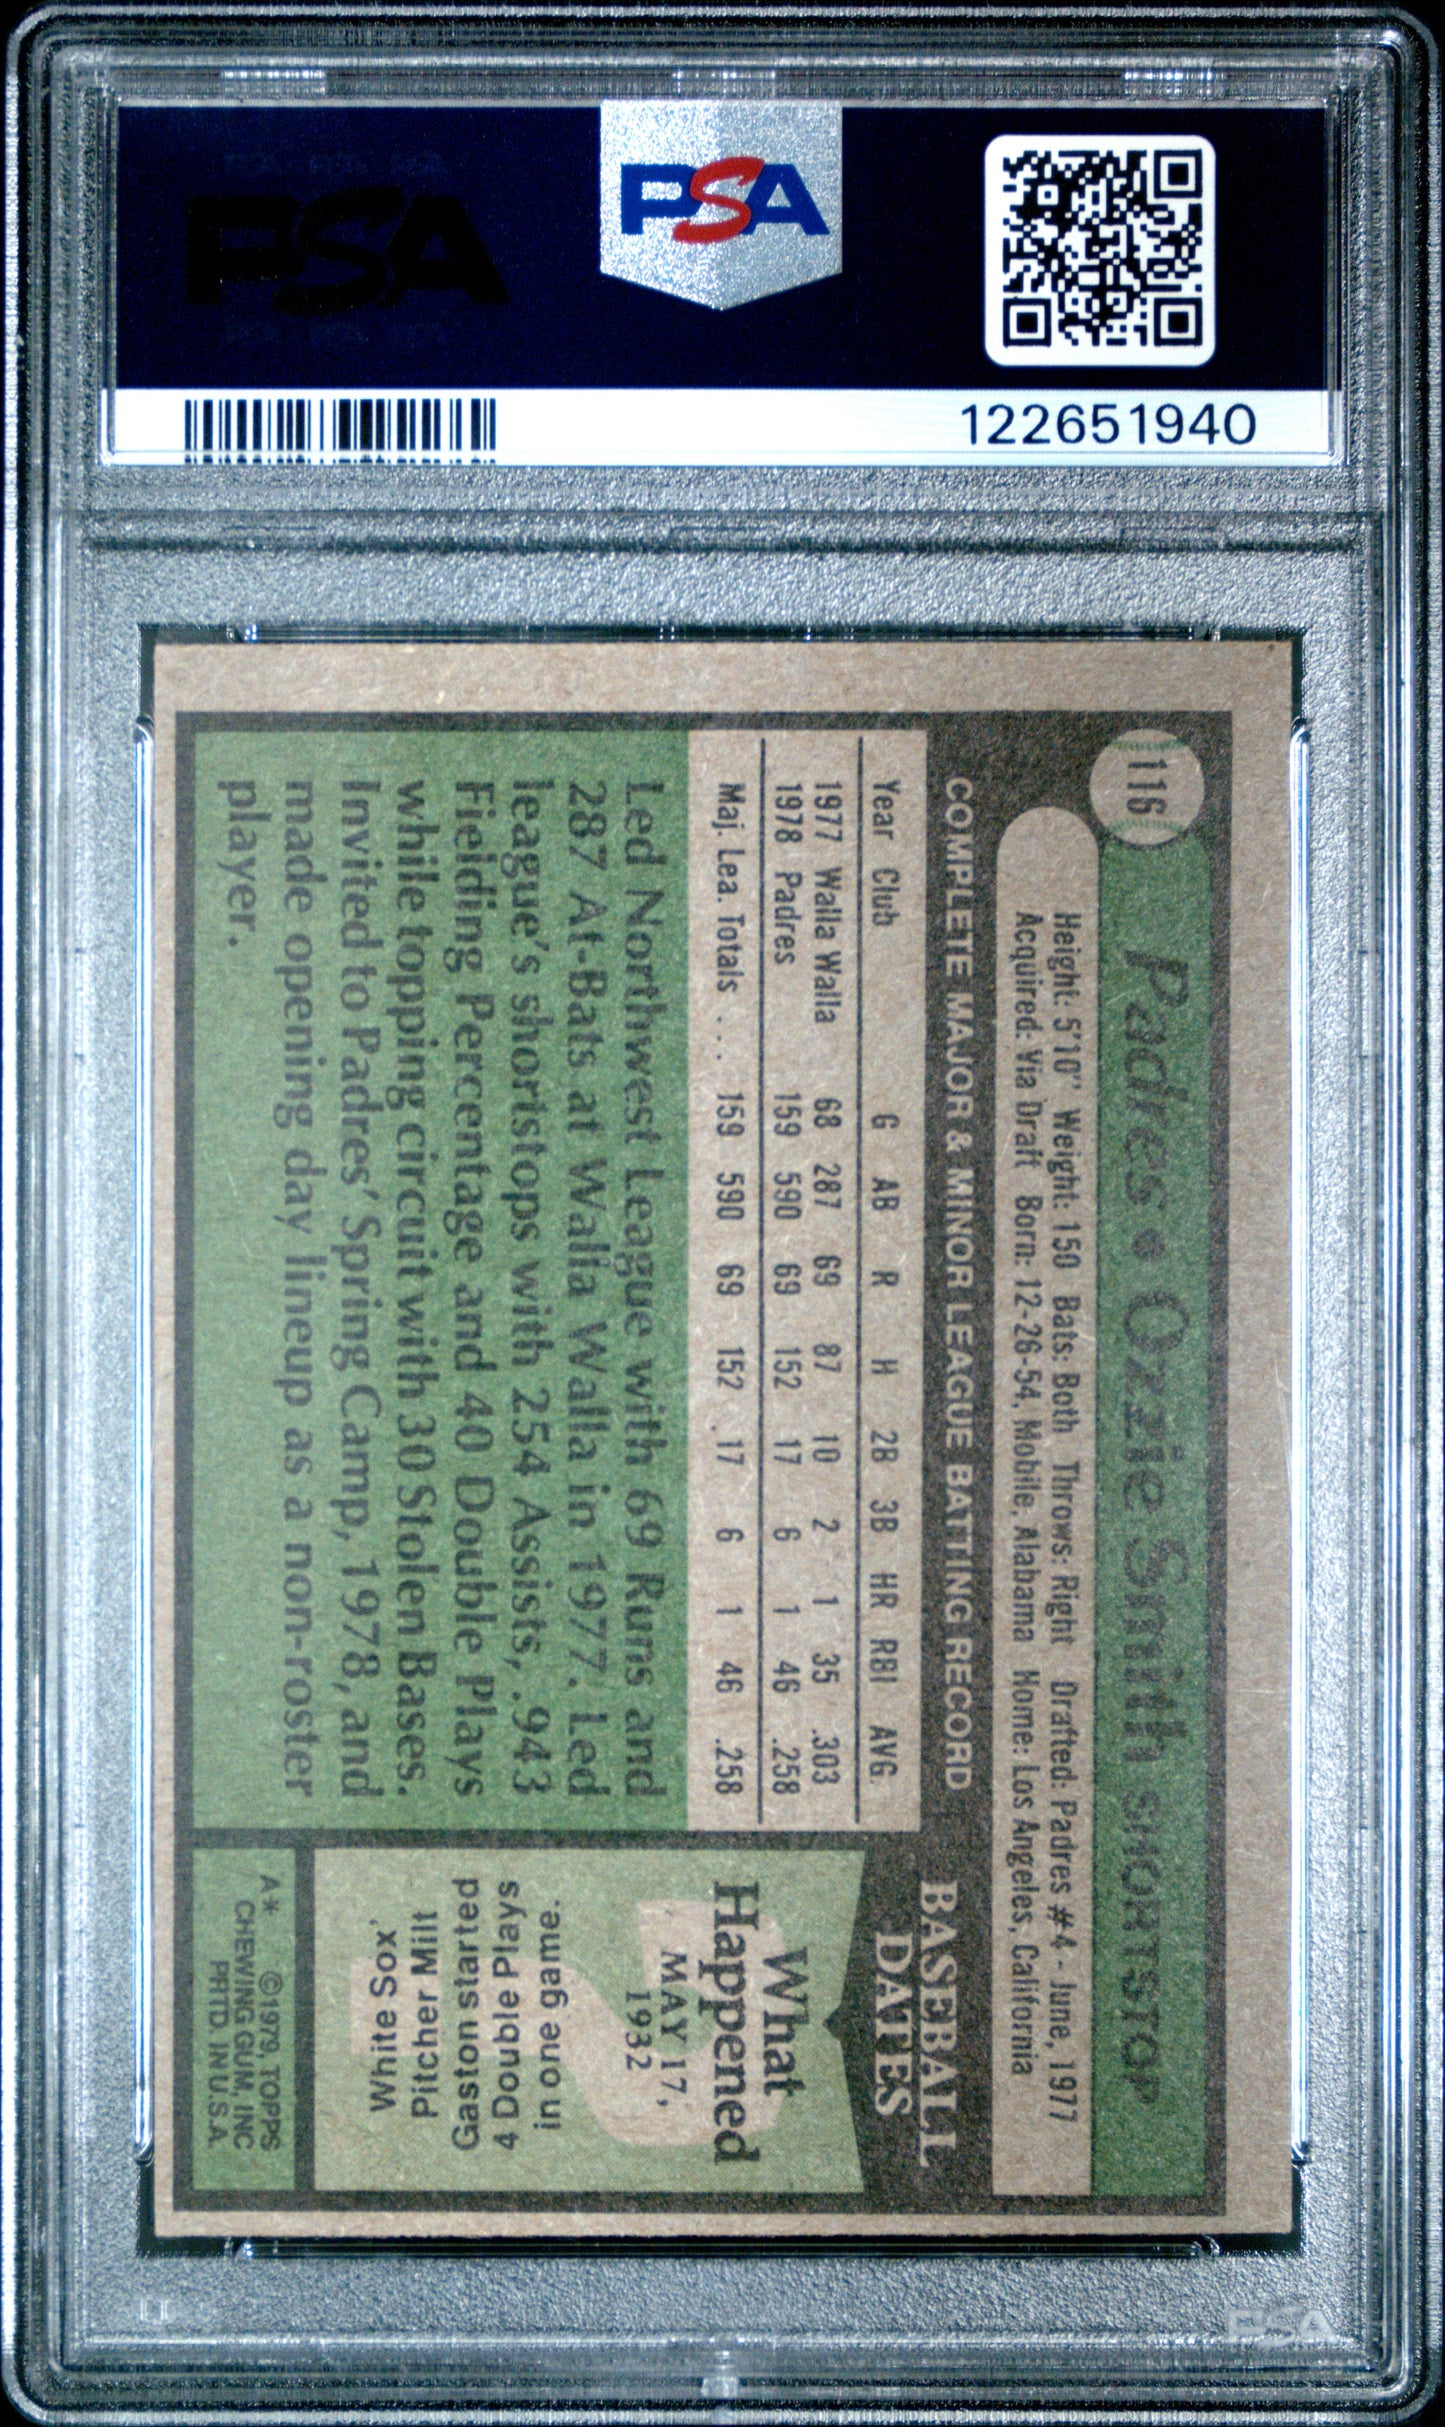 PSA
PSA
122651940
116
Padres • Ozzie Smith SHORTSTOP
Height: 5'10" Weight: 150 Bats: Both Throws: Right Drafted: Padres #4 - June, 1977
Acquired: Via Draft Born: 12-26-54, Mobile, Alabama Home: Los Angeles, California
COMPLETE MAJOR & MINOR LEAGUE BATTING RECORD
Year Club G AB R H 2B 3B HR RBI AVG.
1977 Walla Walla 68 287 69 87 10 2 1 35 .303
1978 Padres 159 590 69 152 17 6 1 46 .258
Maj. Lea. Totals ... 159 590 69 152 17 6 1 46 .258
Led Northwest League with 69 Runs and
287 At-Bats at Walla Walla in 1977. Led
league's shortstops with 254 Assists, .943
Fielding Percentage and 40 Double Plays
while topping circuit with 30 Stolen Bases.
Invited to Padres' Spring Camp, 1978, and
made opening day lineup as a non-roster
player.
BASEBALL
DATES
What
Happened
MAY 17,
1932
White Sox'
Pitcher Milt
Gaston started
4 Double Plays
in one game.
A* ©1979, TOPPS
CHEWING GUM, INC
PRTD. IN U.S.A.
PSA